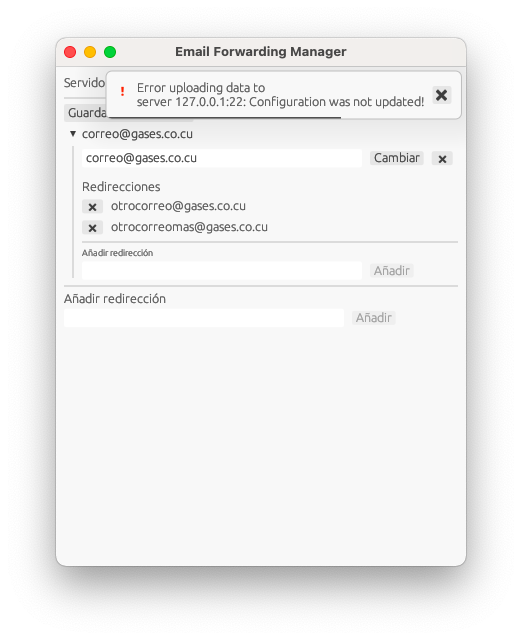 Email Forwarding Manager
Servido
Error uploading data to
server 127.0.0.1:22: Configuration was not updated!
Guarda
correo@gases.co.cu
correo@gases.co.cu Cambiar
Redirecciones
otrocorreo@gases.co.cu
otrocorreomas@gases.co.cu
Añadir redirección
Añadir
Añadir redirección
Añadir